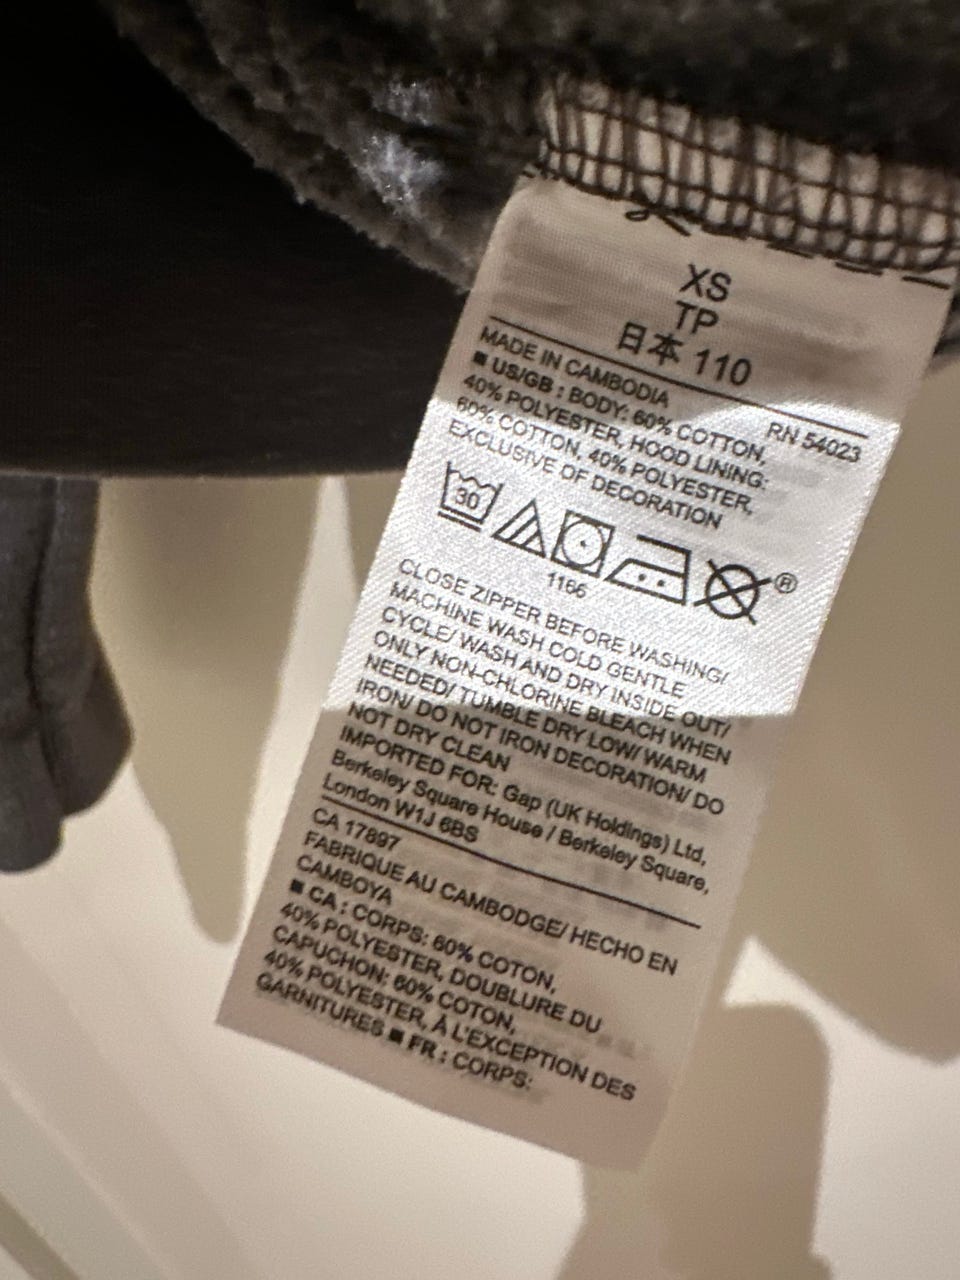 XS
TP
日本 110
MADE IN CAMBODIA
RN 54023
■ US/GB : BODY: 60% COTTON,
40% POLYESTER, HOOD LINING:
60% COTTON, 40% POLYESTER,
EXCLUSIVE OF DECORATION
30
®
1166
CLOSE ZIPPER BEFORE WASHING/
MACHINE WASH COLD GENTLE
CYCLE/ WASH AND DRY INSIDE OUT/
ONLY NON-CHLORINE BLEACH WHEN
NEEDED/ TUMBLE DRY LOW/ WARM
IRON/ DO NOT IRON DECORATION/ DO
NOT DRY CLEAN
IMPORTED FOR: Gap (UK Holdings) Ltd,
Berkeley Square House / Berkeley Square,
London W1J 6BS
CA 17897
FABRIQUE AU CAMBODGE/ HECHO EN
CAMBOYA
■ CA : CORPS: 60% COTON,
40% POLYESTER, DOUBLURE DU
CAPUCHON: 60% COTON,
40% POLYESTER, À L'EXCEPTION DES
GARNITURES ■ FR : CORPS: